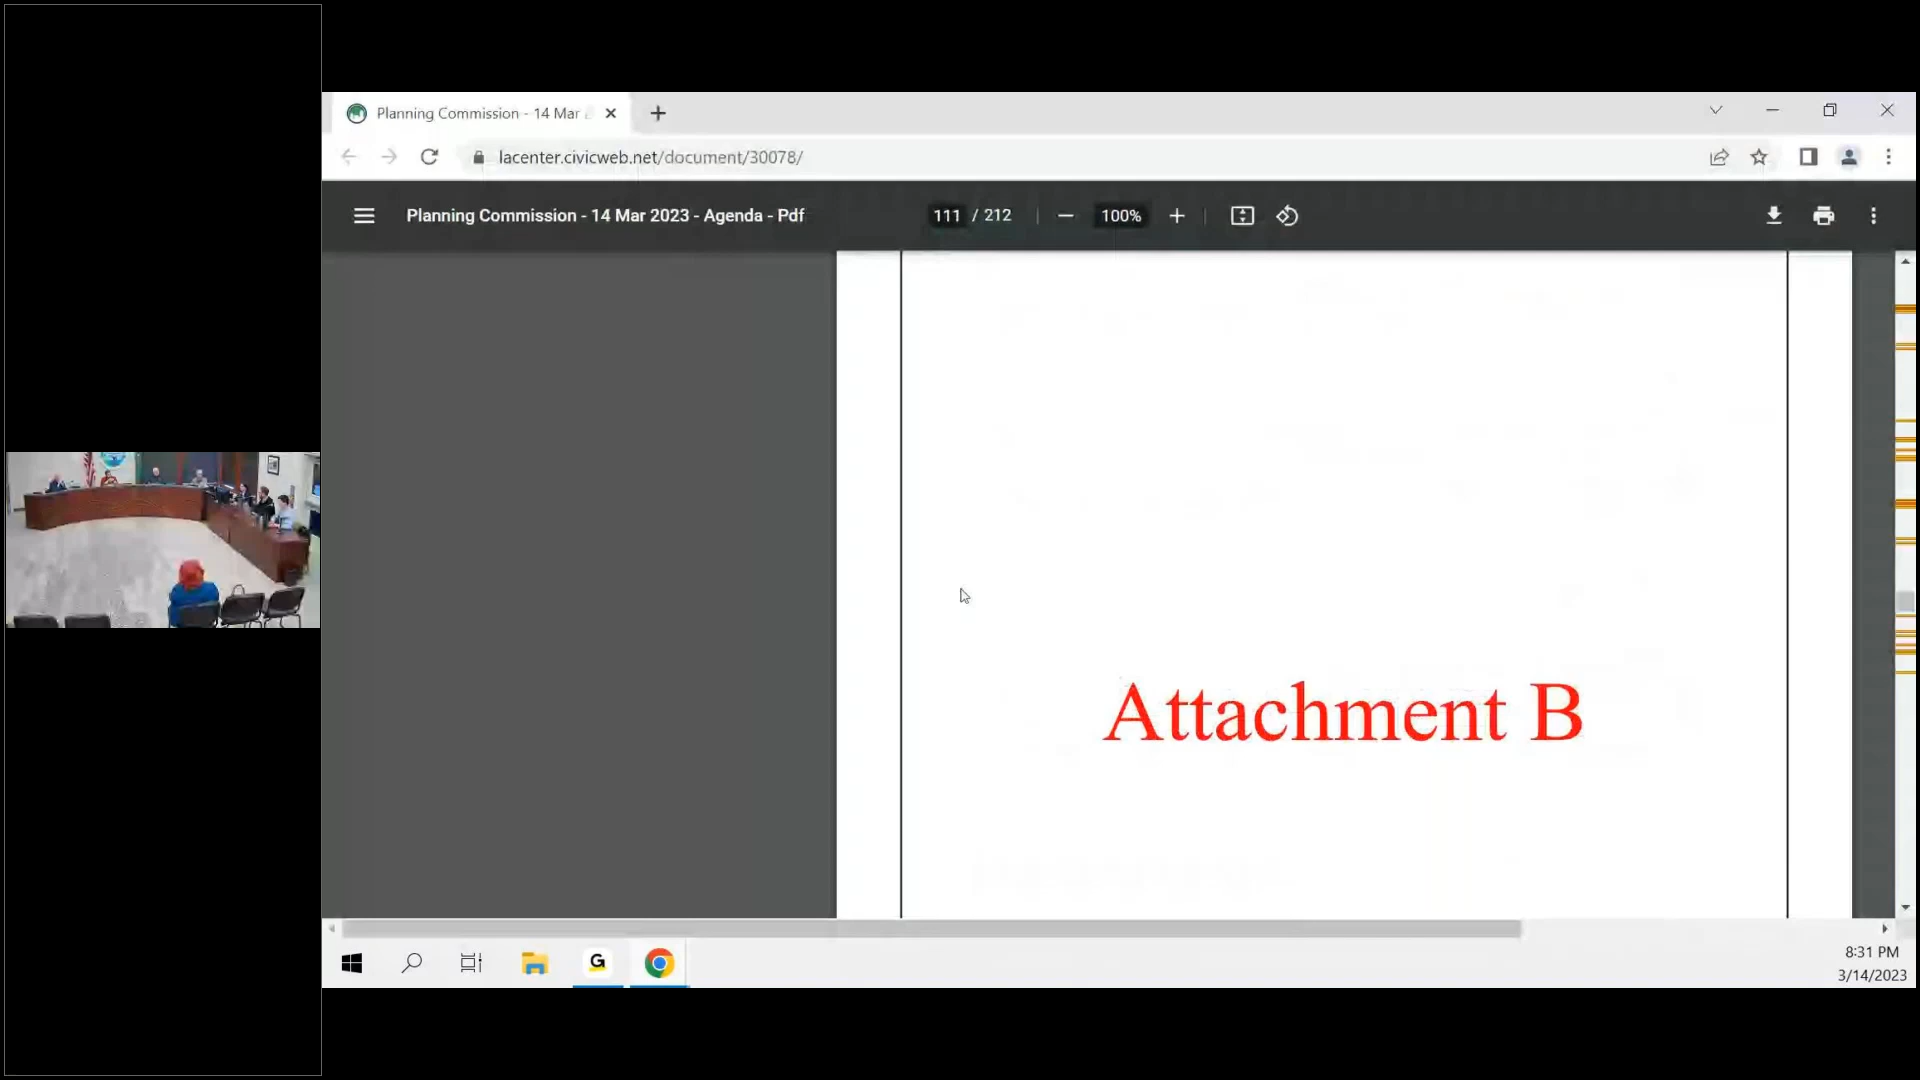 Planning Commission - 14 Mar 2
lacenter.civicweb.net/document/30078/
Planning Commission - 14 Mar 2023 - Agenda - Pdf
111 / 212
100%
Attachment B
G
8:31 PM
3/14/2023